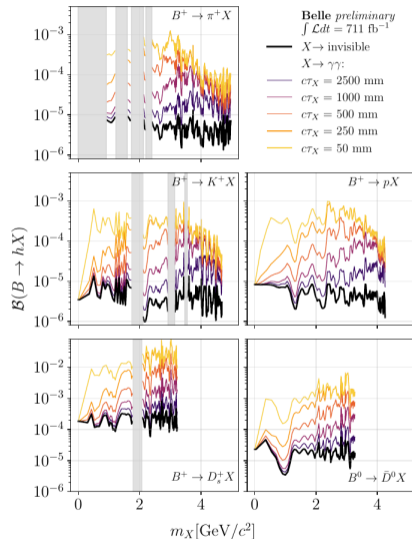 B⁺ → π⁺X
Belle preliminary
∫ ℒdt = 711 fb⁻¹
X → invisible
X → γγ:
cτ_X = 2500 mm
cτ_X = 1000 mm
cτ_X = 500 mm
cτ_X = 250 mm
cτ_X = 50 mm
10⁻³
10⁻⁴
10⁻⁵
10⁻⁶
B⁺ → K⁺X
B⁺ → pX
10⁻²
10⁻³
10⁻⁴
10⁻⁵
10⁻⁶
ℬ(B → hX)
B⁺ → D_s⁺X
B⁰ → D̄⁰X
10⁻²
10⁻³
10⁻⁴
10⁻⁵
10⁻⁶
0 2 4
0 2 4
m_X[GeV/c²]